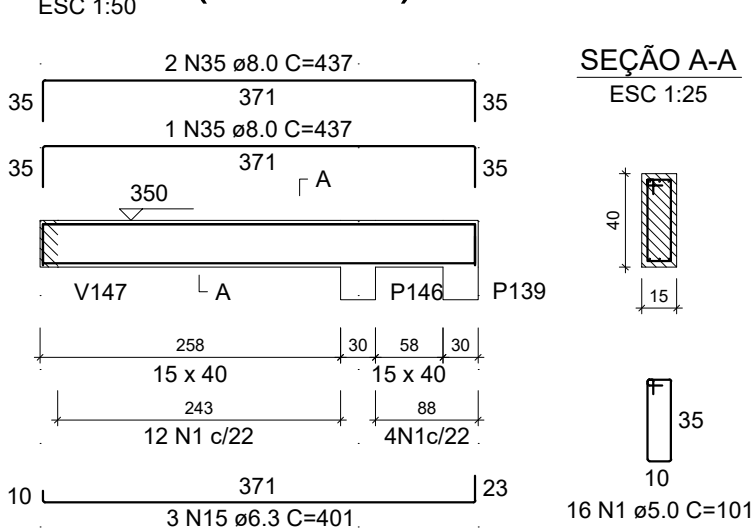 ESC 1:50
2 N35 ø8.0 C=437
35 371 35
1 N35 ø8.0 C=437
35 371 35
A
350
V147 A P146 P139
258 30 58 30
15 x 40 15 x 40
243 88
12 N1 c/22 4N1c/22
10 371 23
3 N15 ø6.3 C=401
SEÇÃO A-A
ESC 1:25
40
15
35
10
16 N1 ø5.0 C=101